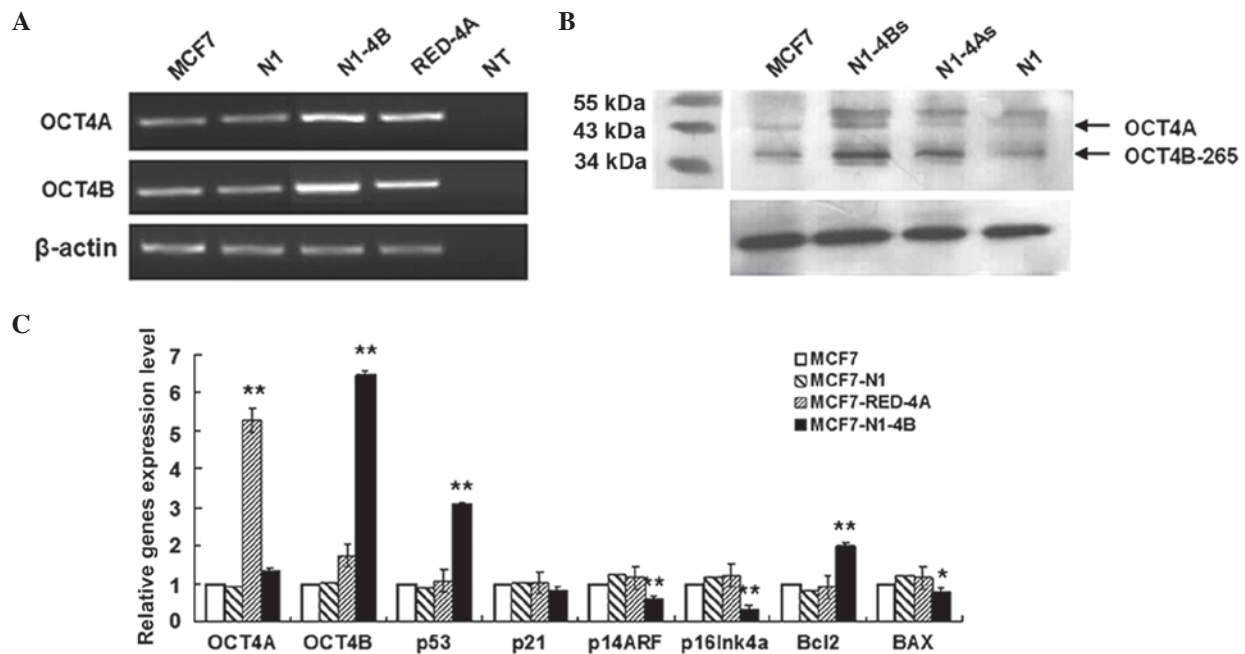 A
MCF7 N1 N1-4B RED-4A NT
OCT4A
OCT4B
β-actin
B
MCF7 N1-4Bs N1-4As N1
55 kDa
43 kDa
34 kDa
OCT4A
OCT4B-265
C
Relative genes expression level
7
6
5
4
3
2
1
0
**
**
**
**
**
**
*
MCF7
MCF7-N1
MCF7-RED-4A
MCF7-N1-4B
OCT4A OCT4B p53 p21 p14ARF p16Ink4a Bcl2 BAX